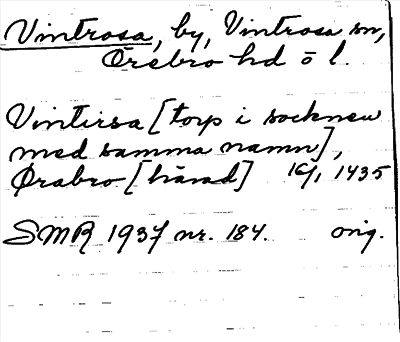 Vintrosa, by, Vintrosa sn,
Örebro hd o l.
Vintirsa [torp i socknen
med samma namn],
Ørabro [härad] 16/1 1435
SMR 1937 nr. 184. orig.